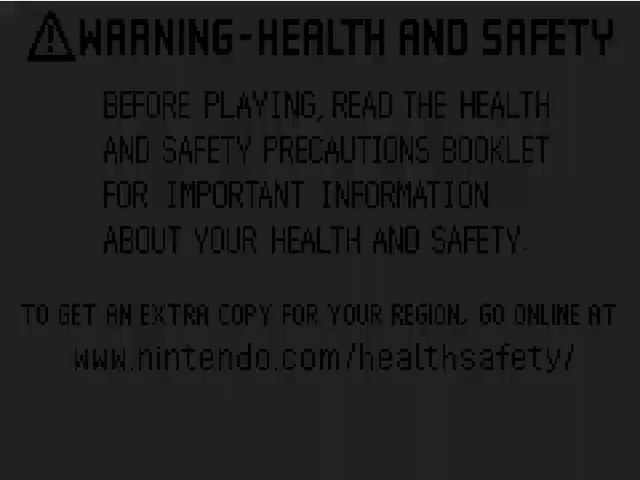 ⚠WARNING-HEALTH AND SAFETY
BEFORE PLAYING, READ THE HEALTH
AND SAFETY PRECAUTIONS BOOKLET
FOR IMPORTANT INFORMATION
ABOUT YOUR HEALTH AND SAFETY.
TO GET AN EXTRA COPY FOR YOUR REGION, GO ONLINE AT
www.nintendo.com/healthsafety/